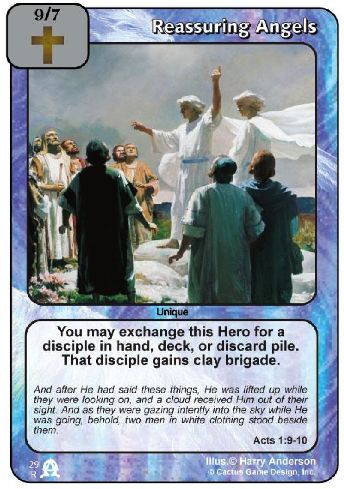 9/7
Reassuring Angels
Unique
You may exchange this Hero for a
disciple in hand, deck, or discard pile.
That disciple gains clay brigade.
And after He had said these things, He was lifted up while
they were looking on, and a cloud received Him out of their
sight. And as they were gazing intently into the sky while He
was going, behold, two men in white clothing stood beside
them.
Acts 1:9-10
29
R
Illus.© Harry Anderson
© Cactus Game Design, Inc.